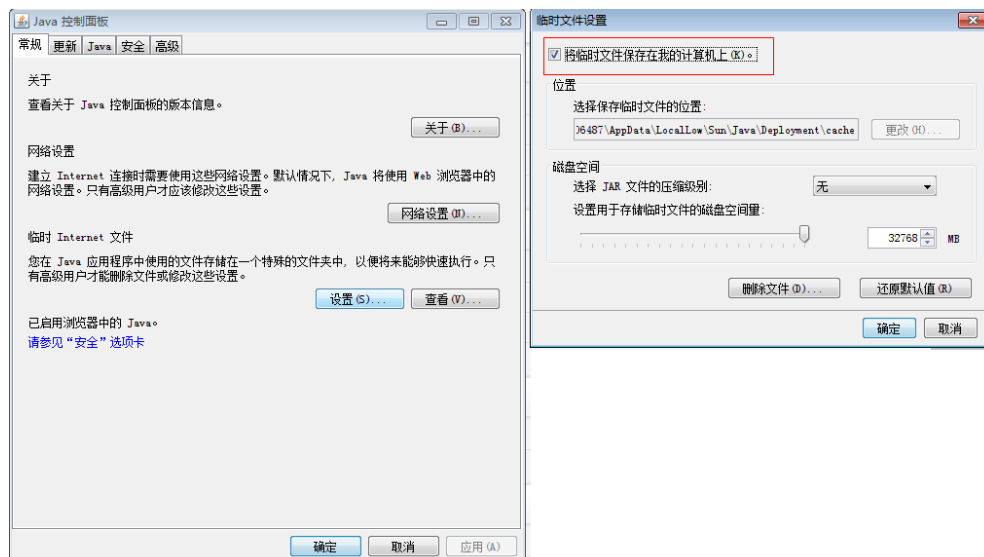 Java 控制面板
常规 更新 Java 安全 高级
关于
查看关于 Java 控制面板的版本信息。
关于(B)...
网络设置
建立 Internet 连接时需要使用这些网络设置。默认情况下, Java 将使用 Web 浏览器中的
网络设置。只有高级用户才应该修改这些设置。
网络设置(N)...
临时 Internet 文件
您在 Java 应用程序中使用的文件存储在一个特殊的文件夹中, 以便将来能够快速执行。只
有高级用户才能删除文件或修改这些设置。
设置(S)... 查看(V)...
已启用浏览器中的 Java。
请参见“安全”选项卡
确定 取消 应用(A)
临时文件设置
将临时文件保存在我的计算机上(K)。
位置
选择保存临时文件的位置:
06487\AppData\LocalLow\Sun\Java\Deployment\cache 更改(H)...
磁盘空间
选择 JAR 文件的压缩级别: 无
设置用于存储临时文件的磁盘空间量:
32768 MB
删除文件(D)... 还原默认值(R)
确定 取消